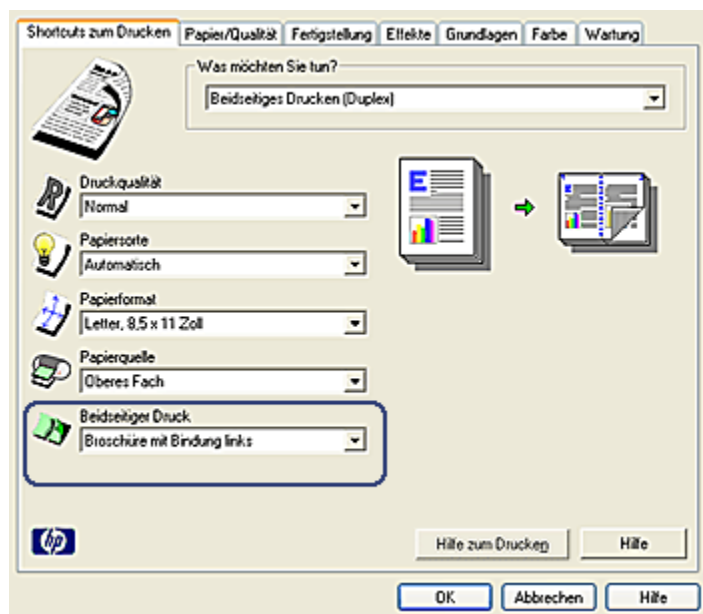 Shortcuts zum Drucken Papier/Qualität Fertigstellung Effekte Grundlagen Farbe Wartung
Was möchten Sie tun?
Beidseitiges Drucken (Duplex)
Druckqualität
Normal
Papiersorte
Automatisch
Papierformat
Letter, 8,5 x 11 Zoll
Papierquelle
Oberes Fach
Beidseitiger Druck
Broschüre mit Bindung links
E
E
hp
Hilfe zum Drucken Hilfe
OK Abbrechen Hilfe